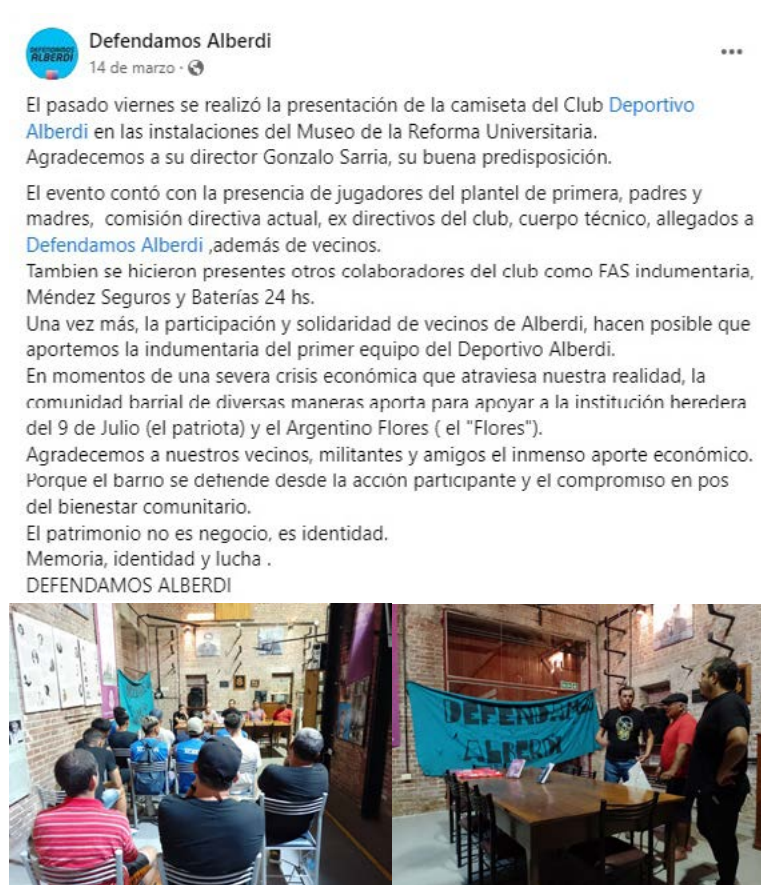 DEFENDAMOS
ALBERDI
Defendamos Alberdi
14 de marzo ·
El pasado viernes se realizó la presentación de la camiseta del Club Deportivo
Alberdi en las instalaciones del Museo de la Reforma Universitaria.
Agradecemos a su director Gonzalo Sarria, su buena predisposición.
El evento contó con la presencia de jugadores del plantel de primera, padres y
madres,  comisión directiva actual, ex directivos del club, cuerpo técnico, allegados a
Defendamos Alberdi ,además de vecinos.
Tambien se hicieron presentes otros colaboradores del club como FAS indumentaria,
Méndez Seguros y Baterías 24 hs.
Una vez más, la participación y solidaridad de vecinos de Alberdi, hacen posible que
aportemos la indumentaria del primer equipo del Deportivo Alberdi.
En momentos de una severa crisis económica que atraviesa nuestra realidad, la
comunidad barrial de diversas maneras aporta para apoyar a la institución heredera
del 9 de Julio (el patriota) y el Argentino Flores ( el "Flores").
Agradecemos a nuestros vecinos, militantes y amigos el inmenso aporte económico.
Porque el barrio se defiende desde la acción participante y el compromiso en pos
del bienestar comunitario.
El patrimonio no es negocio, es identidad.
Memoria, identidad y lucha .
DEFENDAMOS ALBERDI
DEFENDAMOS
ALBERDI